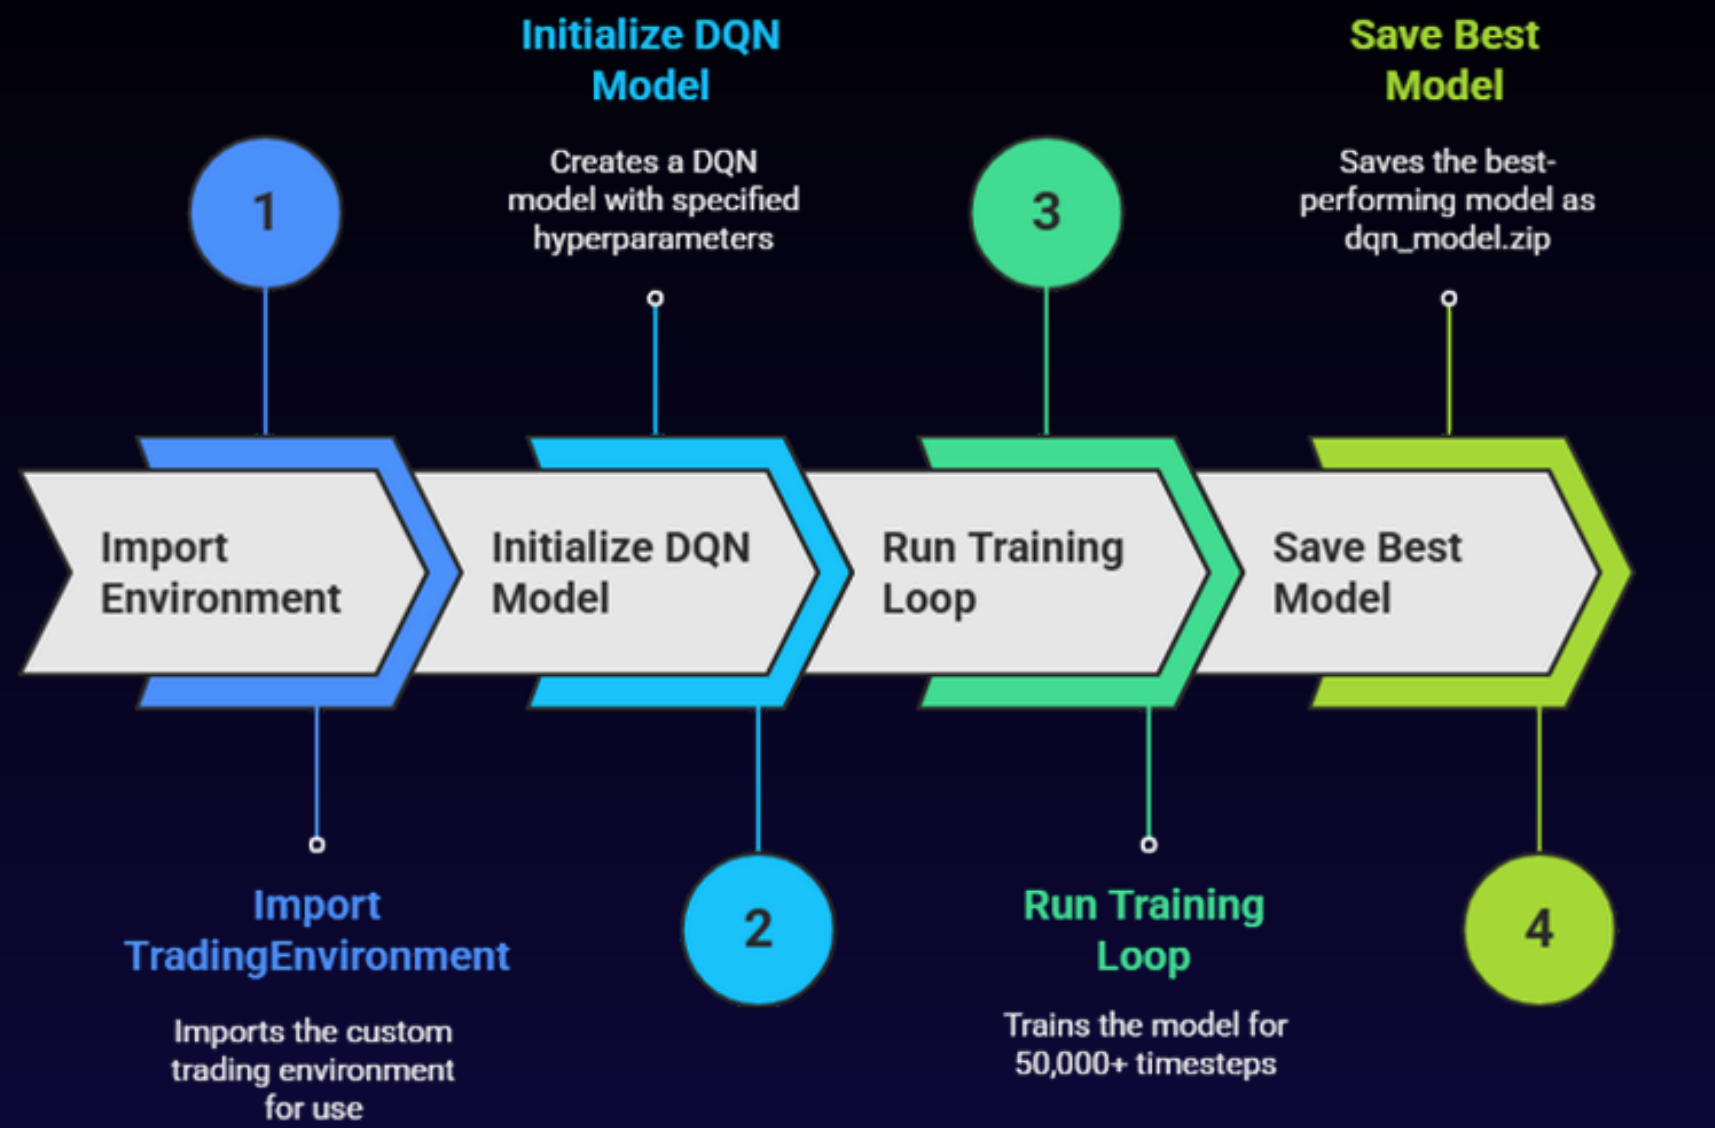 Initialize DQN
Model
Save Best
Model
1
Creates a DQN
model with specified
hyperparameters
3
Saves the best-
performing model as
dqn_model.zip
Import
Environment
Initialize DQN
Model
Run Training
Loop
Save Best
Model
Import
TradingEnvironment
Imports the custom
trading environment
for use
2
Run Training
Loop
Trains the model for
50,000+ timesteps
4